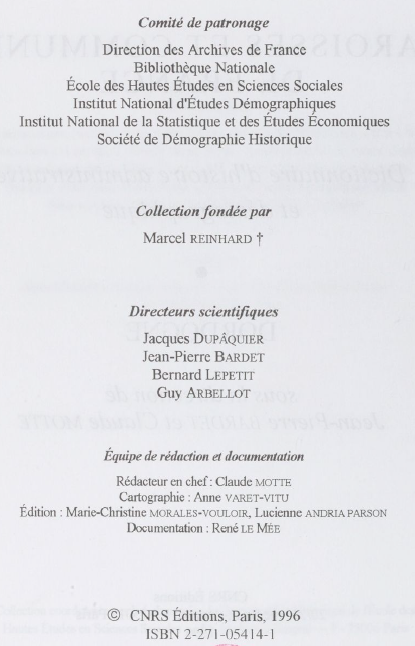 Comité de patronage
Direction des Archives de France
Bibliothèque Nationale
École des Hautes Études en Sciences Sociales
Institut National d'Études Démographiques
Institut National de la Statistique et des Études Économiques
Société de Démographie Historique
Collection fondée par
Marcel REINHARD †
Directeurs scientifiques
Jacques DUPÂQUIER
Jean-Pierre BARDET
Bernard LEPETIT
Guy ARBELLOT
Équipe de rédaction et documentation
Rédacteur en chef : Claude MOTTE
Cartographie : Anne VARET-VITU
Édition : Marie-Christine MORALES-VOULOIR, Lucienne ANDRIA PARSON
Documentation : René LE MÉE
© CNRS Éditions, Paris, 1996
ISBN 2-271-05414-1